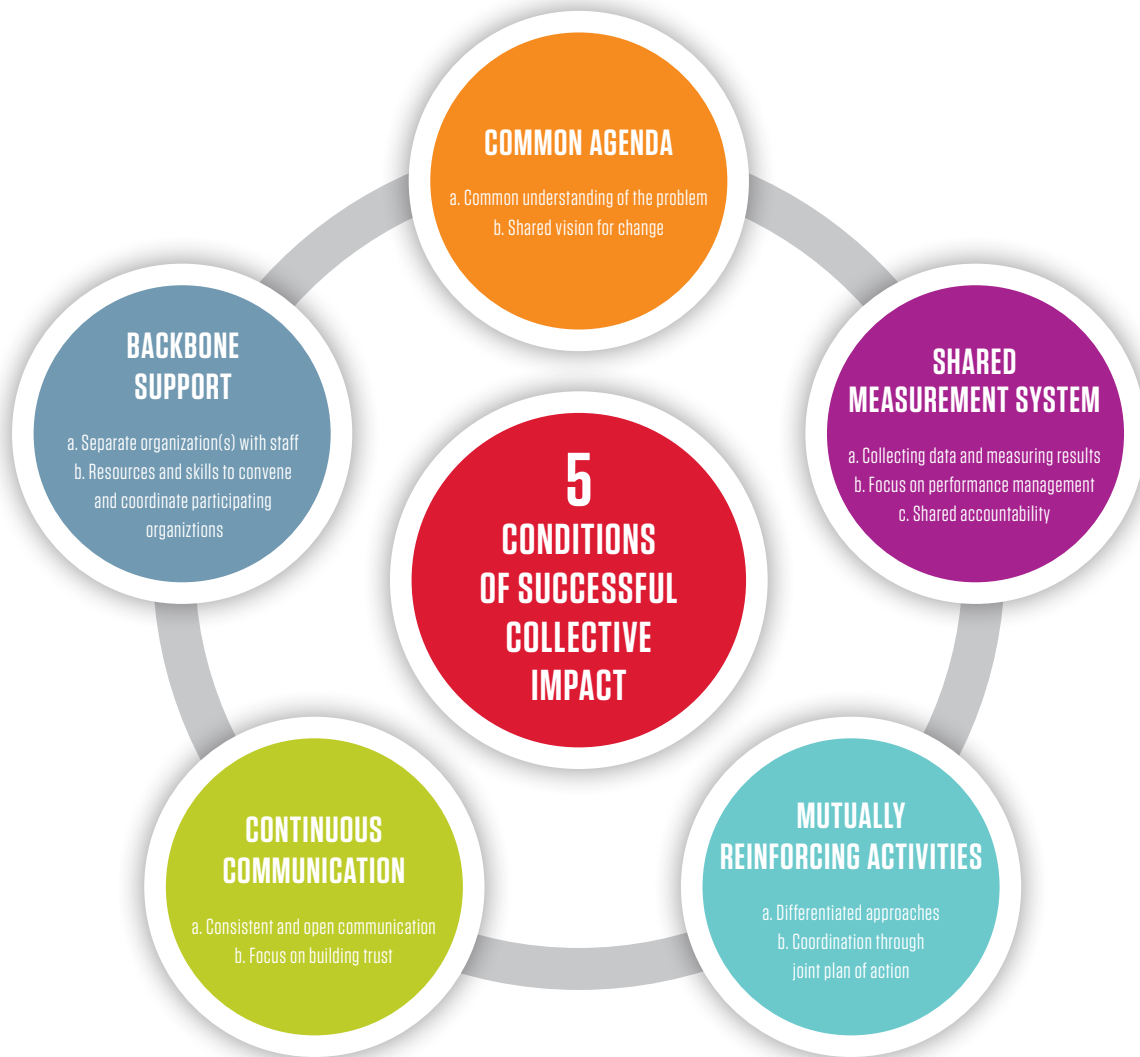 COMMON AGENDA
a. Common understanding of the problem
b. Shared vision for change
SHARED
MEASUREMENT SYSTEM
a. Collecting data and measuring results
b. Focus on performance management
c. Shared accountability
MUTUALLY
REINFORCING ACTIVITIES
a. Differentiated approaches
b. Coordination through
joint plan of action
CONTINUOUS
COMMUNICATION
a. Consistent and open communication
b. Focus on building trust
BACKBONE
SUPPORT
a. Separate organization(s) with staff
b. Resources and skills to convene
and coordinate participating
organiztions
5
CONDITIONS
OF SUCCESSFUL
COLLECTIVE
IMPACT